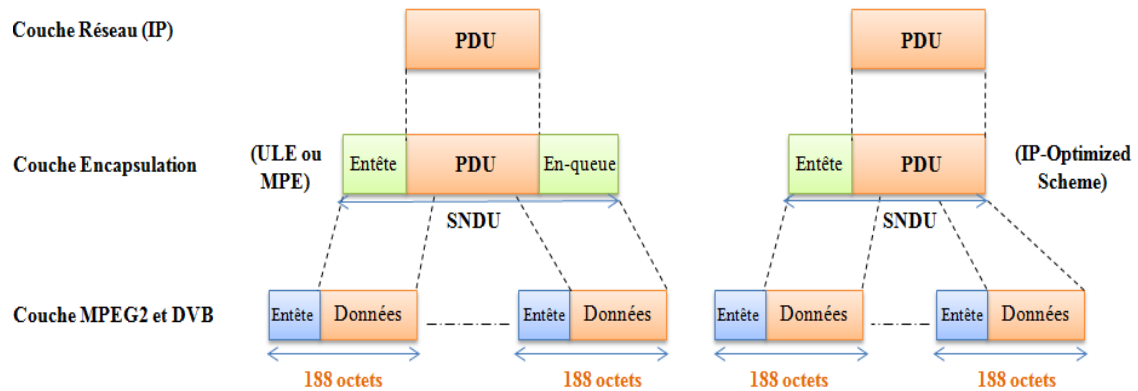 Couche Réseau (IP)
PDU
PDU
Couche Encapsulation
(ULE ou
MPE)
Entête
PDU
En-queue
Entête
PDU
(IP-Optimized
Scheme)
SNDU
SNDU
Couche MPEG2 et DVB
Entête
Données
Entête
Données
Entête
Données
Entête
Données
188 octets
188 octets
188 octets
188 octets